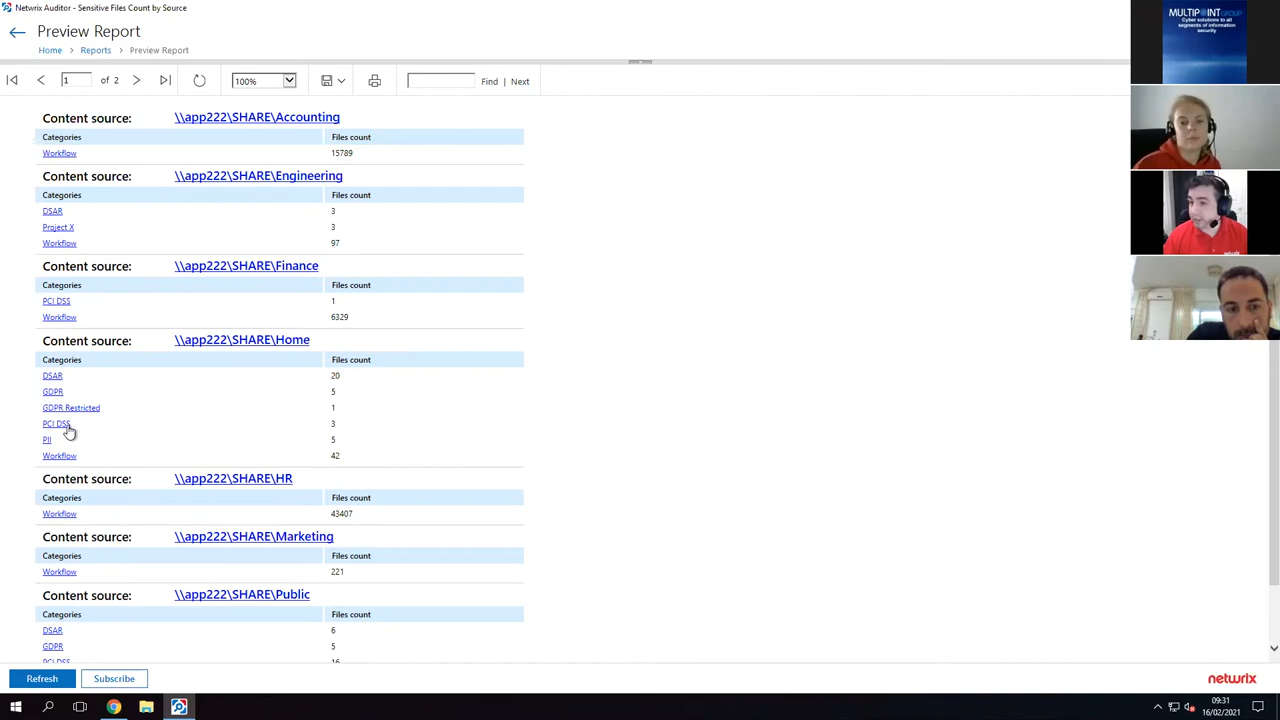 Netwrix Auditor - Sensitive Files Count by Source
Preview Report
Home Reports Preview Report
1 of 2 100% Find | Next
Content source: \\app222\SHARE\Accounting
Categories Files count
Workflow 15789
Content source: \\app222\SHARE\Engineering
Categories Files count
DSAR 3
Project X 3
Workflow 97
Content source: \\app222\SHARE\Finance
Categories Files count
PCI DSS 1
Workflow 6329
Content source: \\app222\SHARE\Home
Categories Files count
DSAR 20
GDPR 5
GDPR Restricted 1
PCI DSS 3
PII 5
Workflow 42
Content source: \\app222\SHARE\HR
Categories Files count
Workflow 43407
Content source: \\app222\SHARE\Marketing
Categories Files count
Workflow 221
Content source: \\app222\SHARE\Public
Categories Files count
DSAR 6
GDPR 5
PCI DSS 16
Refresh Subscribe netwrix
09:31
16/02/2021
MULTIPOINT GROUP
Cyber solutions to all
segments of information
security
netwrix